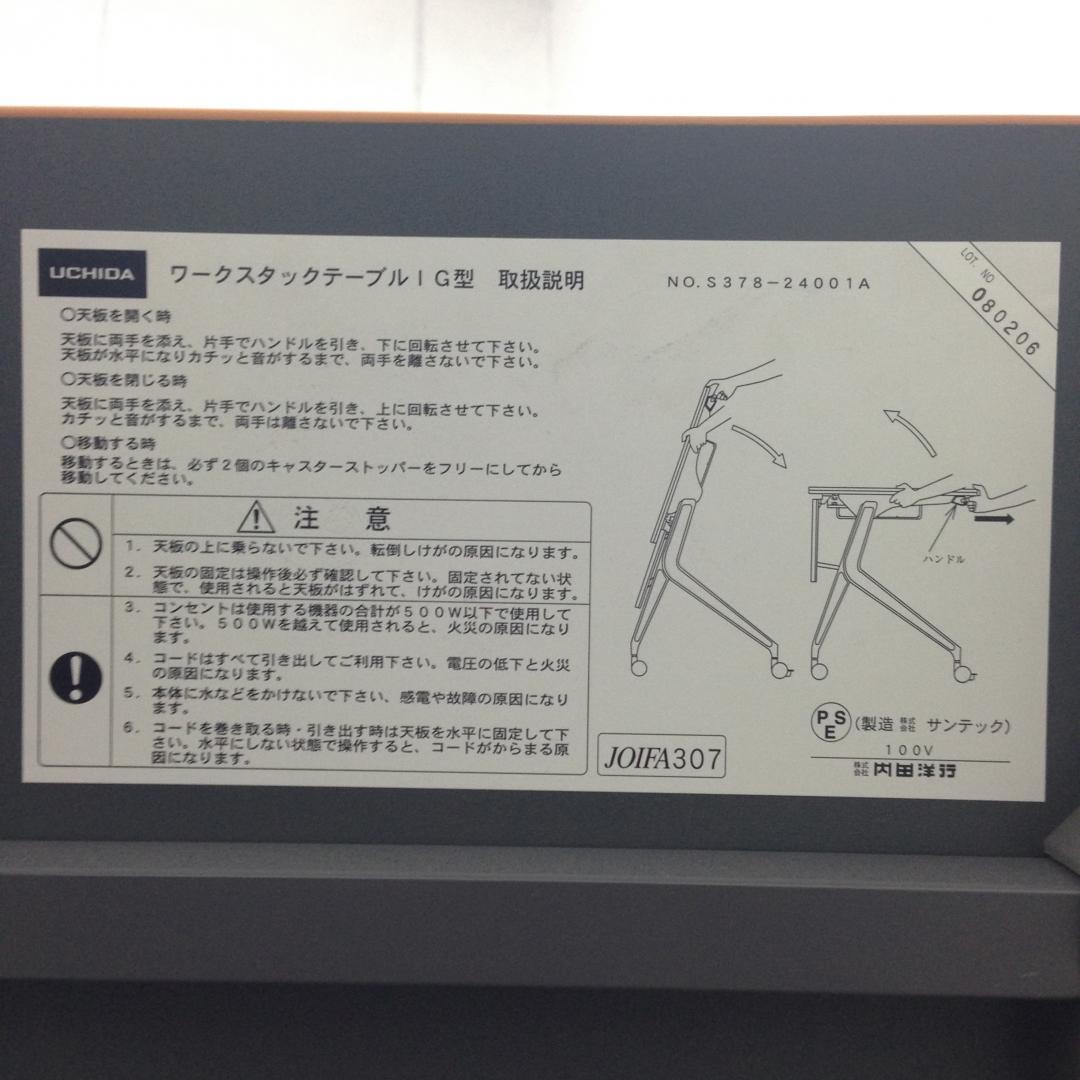 UCHIDA
ワークスタックテーブルIG型 取扱説明
NO.S378-24001A
LOT. NO
080206
○天板を開く時
天板に両手を添え、片手でハンドルを引き、下に回転させて下さい。
天板が水平になりカチッと音がするまで、両手を離さないで下さい。
○天板を閉じる時
天板に両手を添え、片手でハンドルを引き、上に回転させて下さい。
カチッと音がするまで、両手は離さないで下さい。
○移動する時
移動するときは、必ず2個のキャスターストッパーをフリーにしてから
移動してください。
注 意
1. 天板の上に乗らないで下さい。転倒しけがの原因になります。
2. 天板の固定は操作後必ず確認して下さい。固定されてない状
態で、使用されると天板がはずれて、けがの原因になります。
3. コンセントは使用する機器の合計が500W以下で使用して
下さい。500Wを越えて使用されると、火災の原因になり
ます。
4. コードはすべて引き出してご利用下さい。電圧の低下と火災
の原因になります。
5. 本体に水などをかけないで下さい、感電や故障の原因になり
ます。
6. コードを巻き取る時・引き出す時は天板を水平に固定して下
さい。水平にしない状態で操作すると、コードがからまる原
因になります。
ハンドル
JOIFA307
PSE (製造 株式会社 サンテック)
100V
株式会社 内田洋行